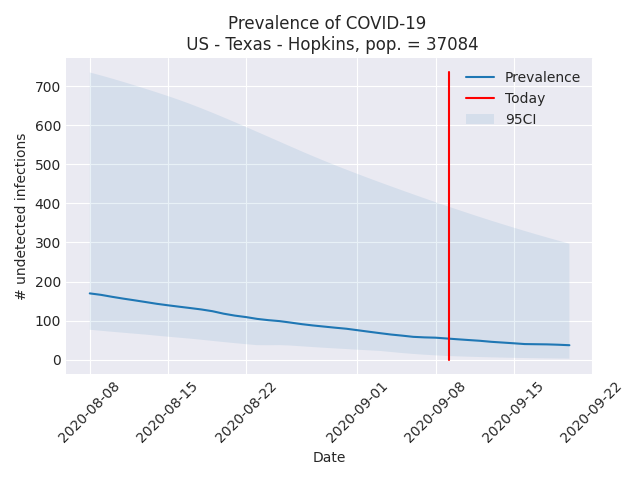 Prevalence of COVID-19
US - Texas - Hopkins, pop. = 37084
Prevalence
Today
95CI
# undetected infections
700
600
500
400
300
200
100
0
2020-08-08
2020-08-15
2020-08-22
2020-09-01
2020-09-08
2020-09-15
2020-09-22
Date